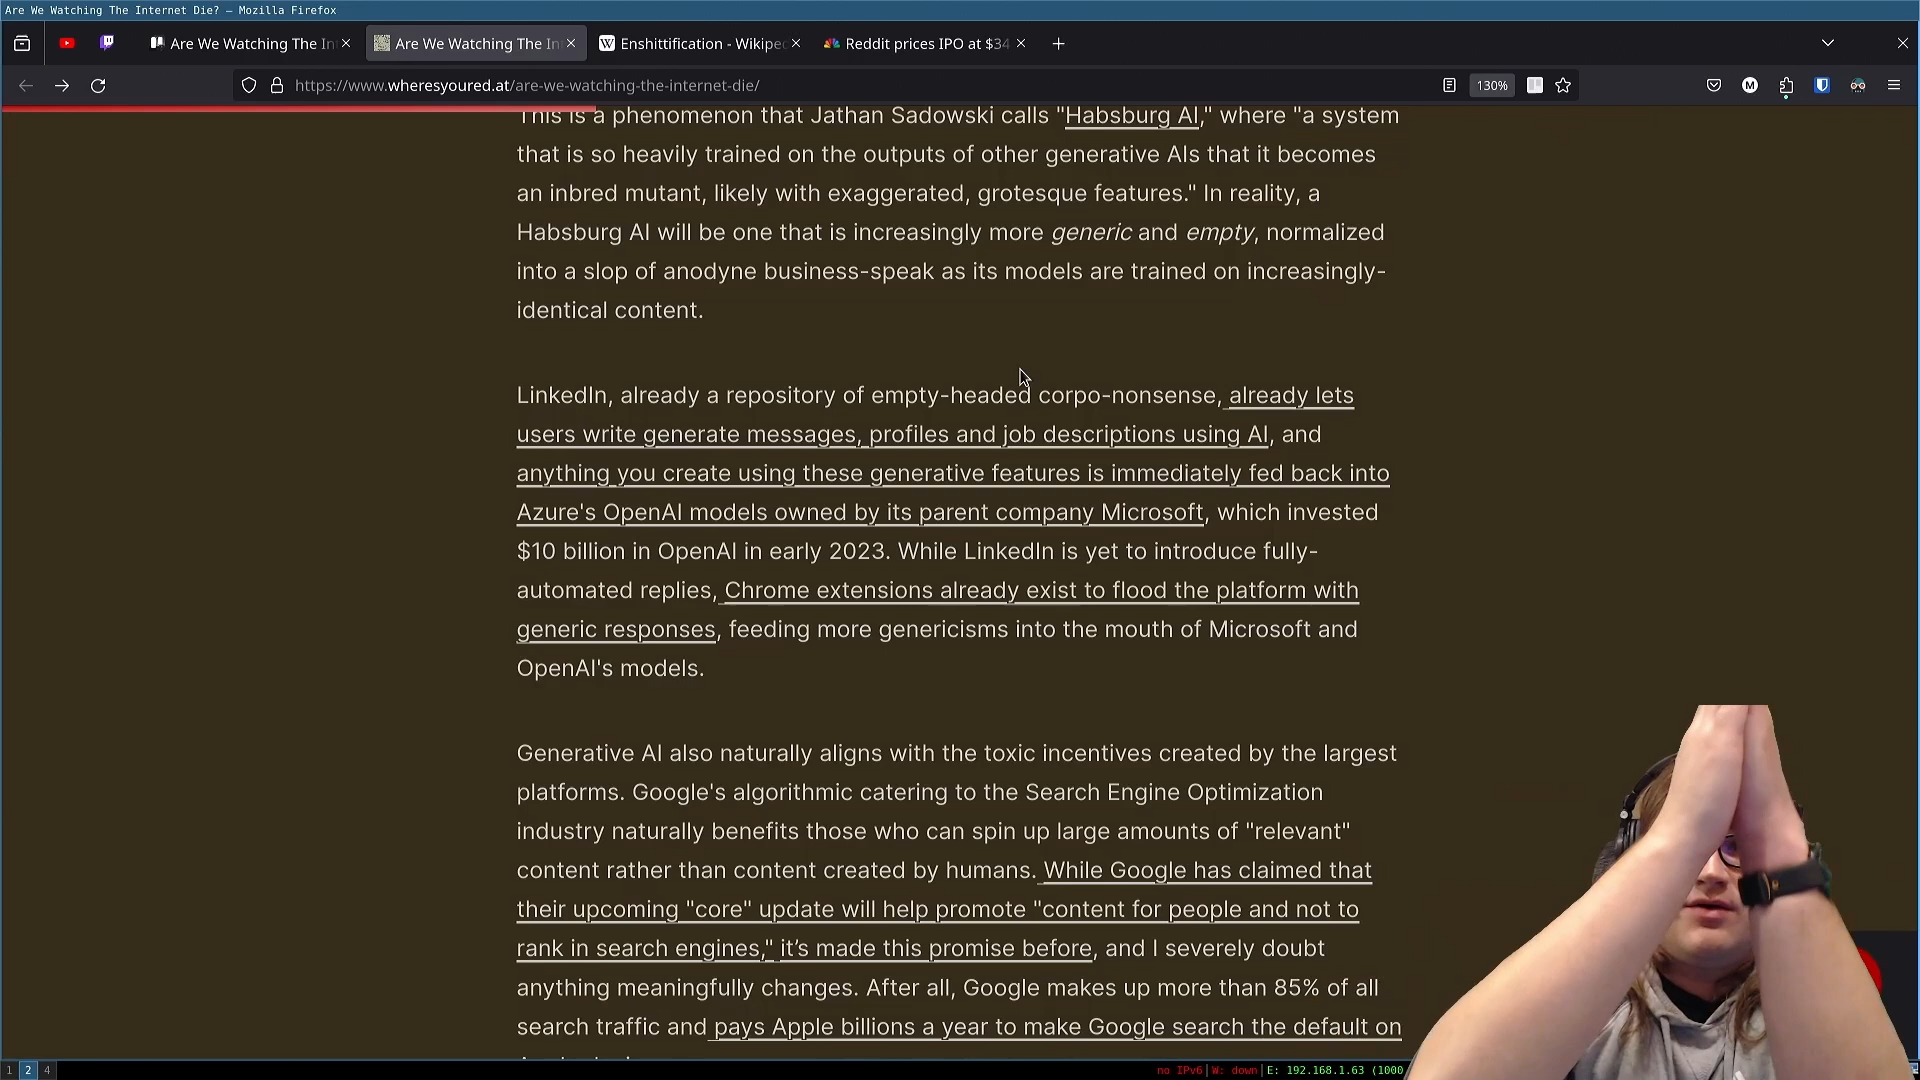 Are We Watching The Internet Die? — Mozilla Firefox
Are We Watching The In
Are We Watching The In
Enshittification - Wikiped
Reddit prices IPO at $34
https://www.wheresyoured.at/are-we-watching-the-internet-die/
130%
This is a phenomenon that Jathan Sadowski calls "Habsburg AI," where "a system
that is so heavily trained on the outputs of other generative AIs that it becomes
an inbred mutant, likely with exaggerated, grotesque features." In reality, a
Habsburg AI will be one that is increasingly more generic and empty, normalized
into a slop of anodyne business-speak as its models are trained on increasingly-
identical content.
LinkedIn, already a repository of empty-headed corpo-nonsense, already lets
users write generate messages, profiles and job descriptions using AI, and
anything you create using these generative features is immediately fed back into
Azure's OpenAI models owned by its parent company Microsoft, which invested
$10 billion in OpenAI in early 2023. While LinkedIn is yet to introduce fully-
automated replies, Chrome extensions already exist to flood the platform with
generic responses, feeding more genericisms into the mouth of Microsoft and
OpenAI's models.
Generative AI also naturally aligns with the toxic incentives created by the largest
platforms. Google's algorithmic catering to the Search Engine Optimization
industry naturally benefits those who can spin up large amounts of "relevant"
content rather than content created by humans. While Google has claimed that
their upcoming "core" update will help promote "content for people and not to
rank in search engines," it's made this promise before, and I severely doubt
anything meaningfully changes. After all, Google makes up more than 85% of all
search traffic and pays Apple billions a year to make Google search the default on
1 2 4
no IPv6|W: down|E: 192.168.1.63 (1000